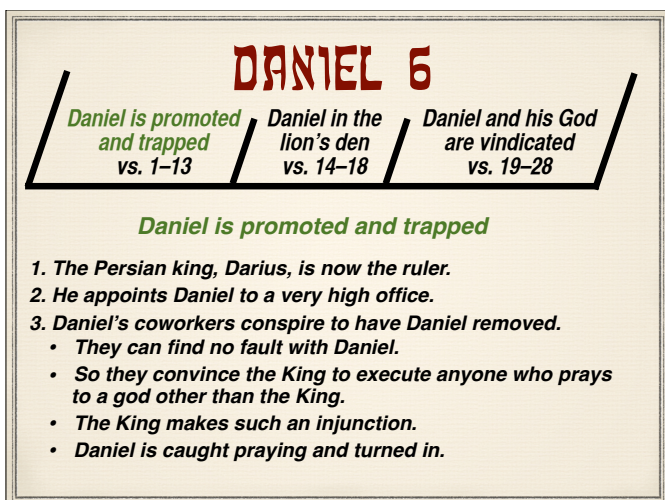 DANIEL 6
Daniel is promoted
and trapped
vs. 1–13
Daniel in the
lion's den
vs. 14–18
Daniel and his God
are vindicated
vs. 19–28
Daniel is promoted and trapped
1. The Persian king, Darius, is now the ruler.
2. He appoints Daniel to a very high office.
3. Daniel's coworkers conspire to have Daniel removed.
• They can find no fault with Daniel.
• So they convince the King to execute anyone who prays
to a god other than the King.
• The King makes such an injunction.
• Daniel is caught praying and turned in.